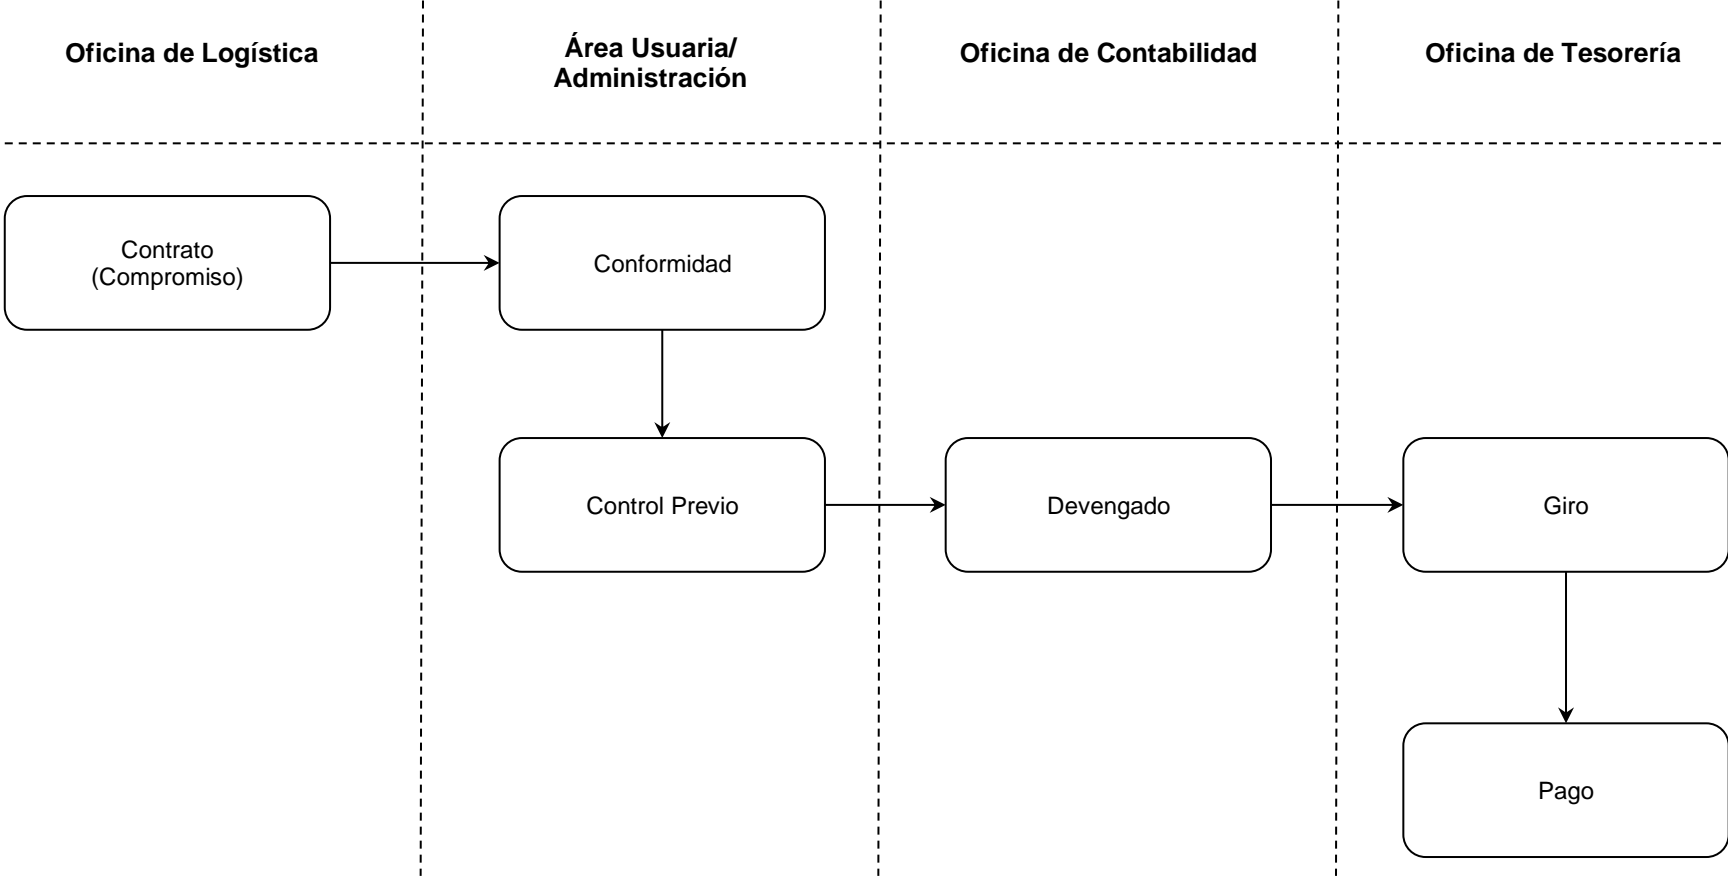 Oficina de Logística
Área Usuaria/
Administración
Oficina de Contabilidad
Oficina de Tesorería
Contrato
(Compromiso)
Conformidad
Control Previo
Devengado
Giro
Pago